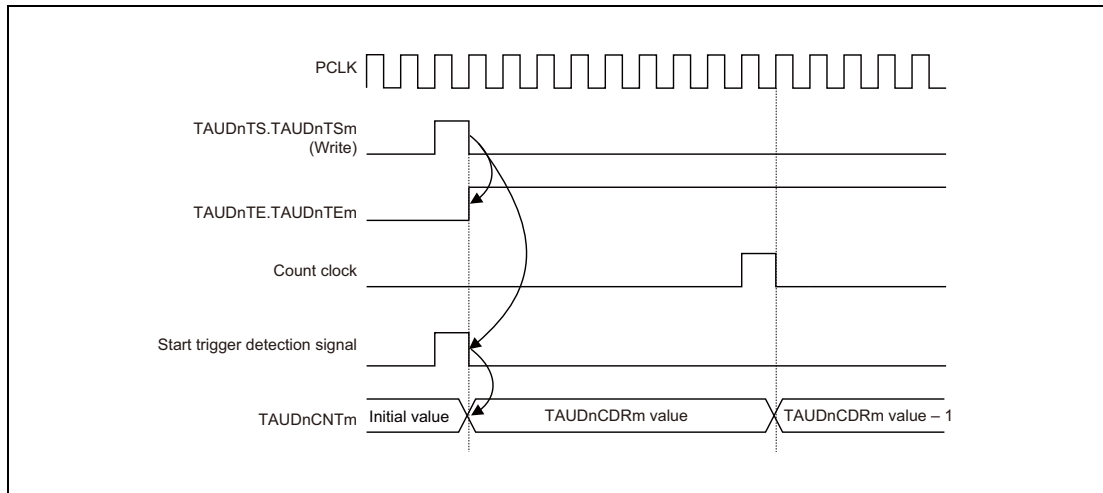 PCLK
TAUDnTS.TAUDnTSm
(Write)
TAUDnTE.TAUDnTEm
Count clock
Start trigger detection signal
TAUDnCNTm
Initial value
TAUDnCDRm value
TAUDnCDRm value – 1